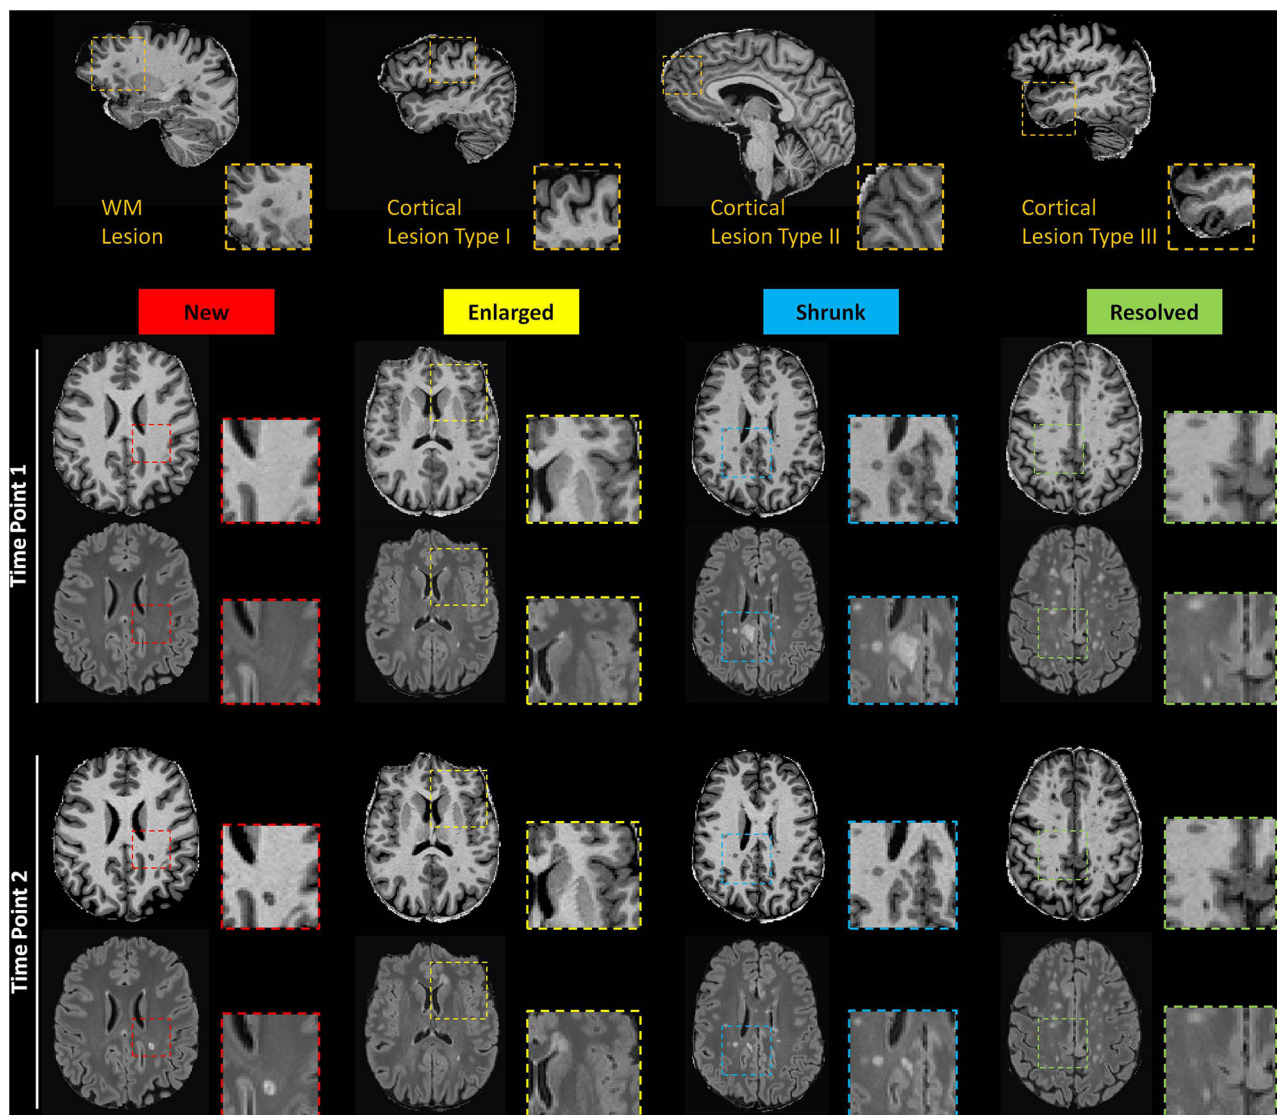 WM
Lesion
Cortical
Lesion Type I
Cortical
Lesion Type II
Cortical
Lesion Type III
New
Enlarged
Shrunk
Resolved
Time Point 1
Time Point 2